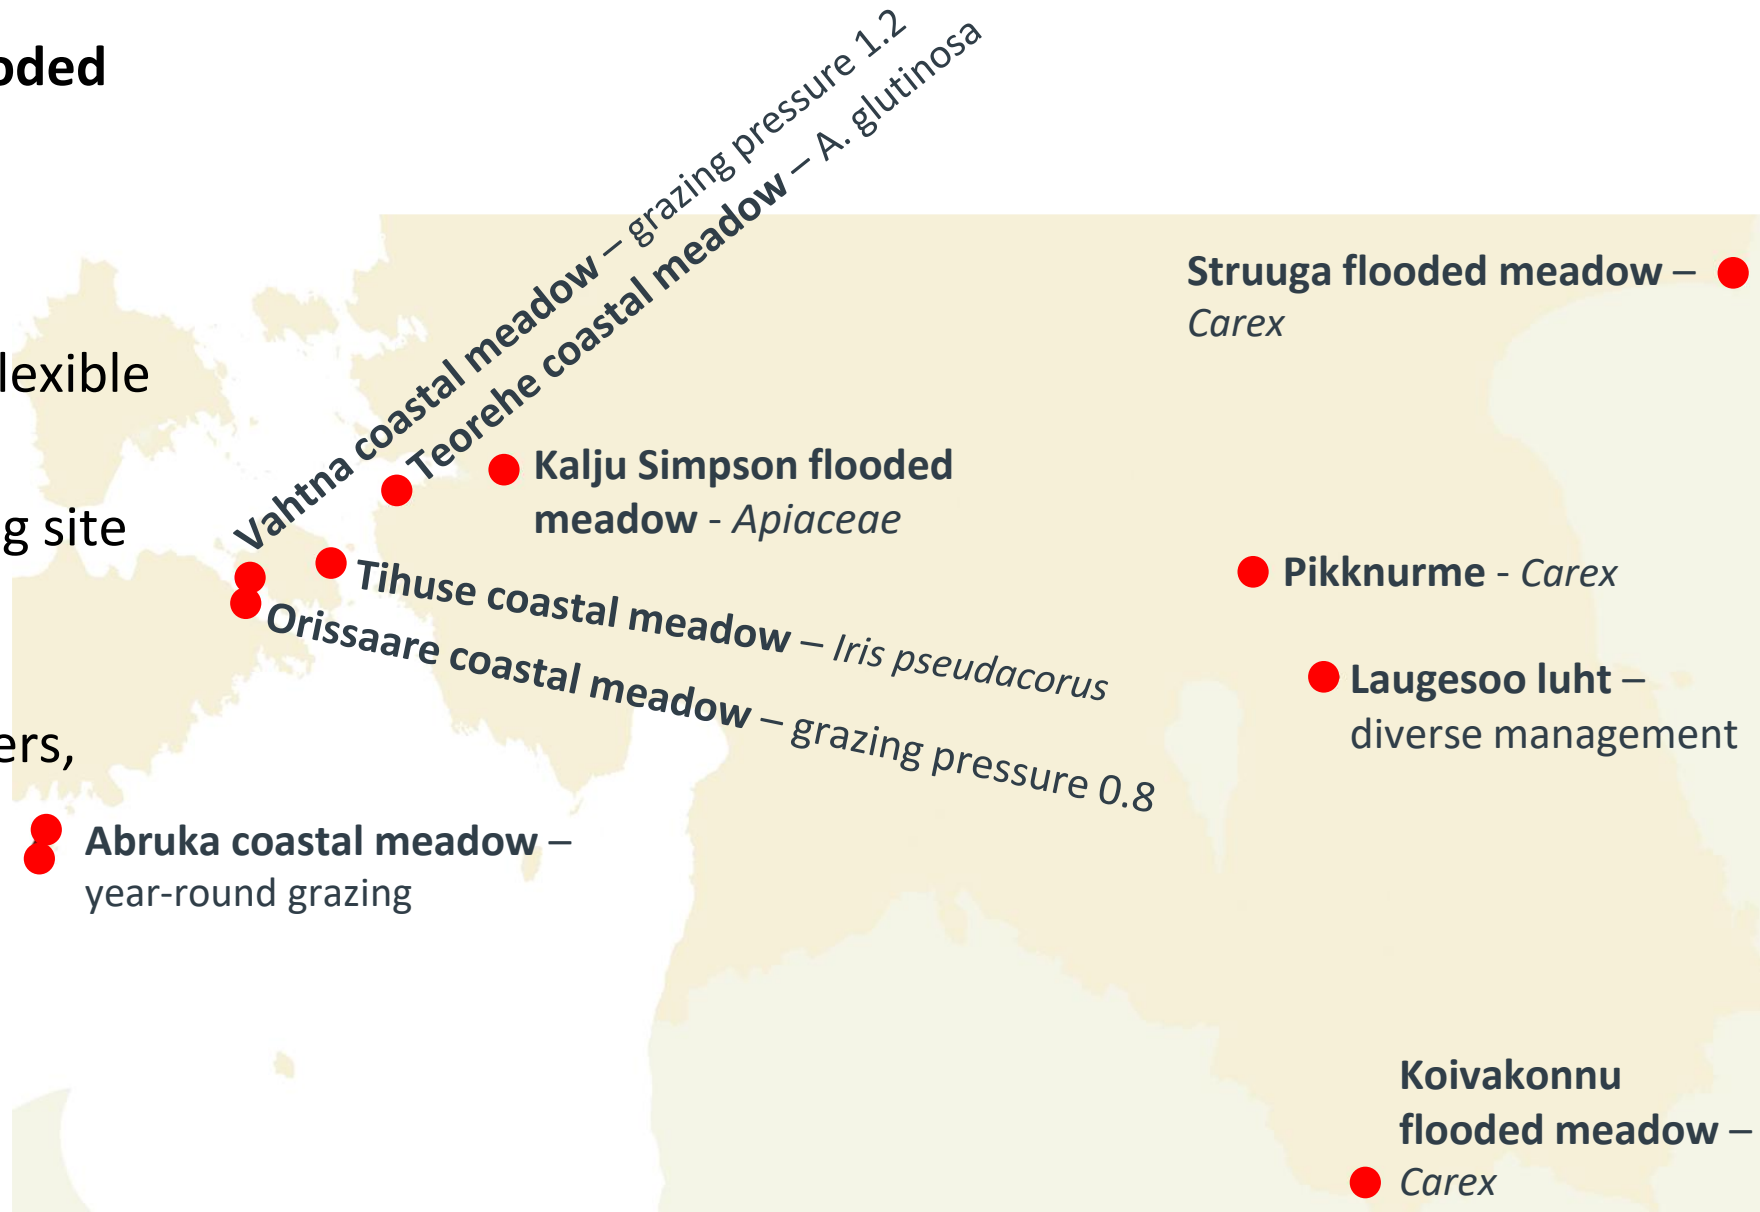 oded
lexible
g site
ers,
Vahtna coastal meadow – grazing pressure 1.2
Teorehe coastal meadow – A. glutinosa
Struuga flooded meadow –
Carex
Kalju Simpson flooded
meadow - Apiaceae
Tihuse coastal meadow – Iris pseudacorus
Orissaare coastal meadow – grazing pressure 0.8
Pikknurme - Carex
Laugesoo luht –
diverse management
Abruka coastal meadow –
year-round grazing
Koivakonnu
flooded meadow –
Carex